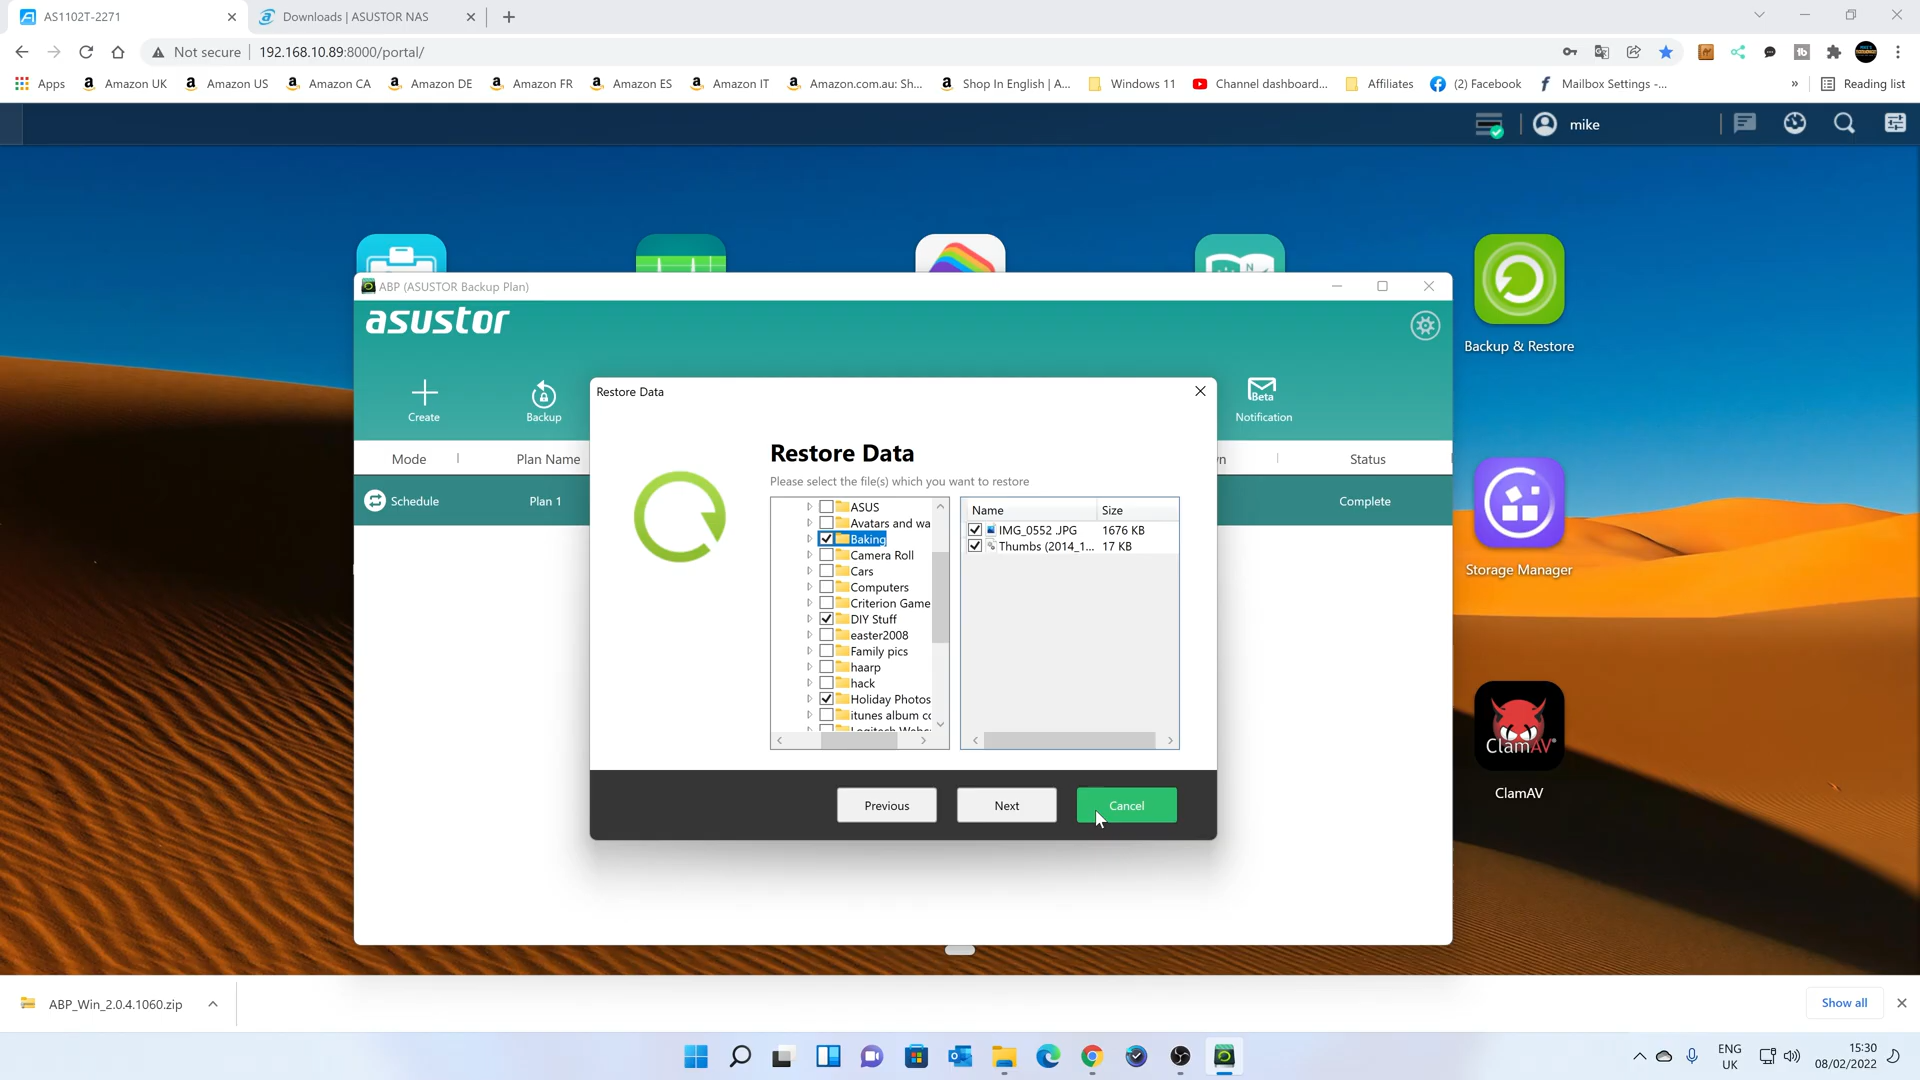 AS1102T-2271
Downloads | ASUSTOR NAS
Not secure
192.168.10.89:8000/portal/
Apps
Amazon UK
Amazon US
Amazon CA
Amazon DE
Amazon FR
Amazon ES
Amazon IT
Amazon.com.au: Sh...
Shop In English | A...
Windows 11
Channel dashboard...
Affiliates
(2) Facebook
Mailbox Settings -...
»
Reading list
mike
ABP (ASUSTOR Backup Plan)
asustor
Create
Backup
Beta
Notification
Mode
Plan Name
Status
Schedule
Plan 1
Complete
Restore Data
Restore Data
Please select the file(s) which you want to restore
ASUS
Avatars and wa
Baking
Camera Roll
Cars
Computers
Criterion Game
DIY Stuff
easter2008
Family pics
haarp
hack
Holiday Photos
itunes album co
Name
Size
IMG_0552 .JPG
1676 KB
Thumbs (2014_1...
17 KB
Previous
Next
Cancel
Backup & Restore
Storage Manager
ClamAV
ClamAV
ABP_Win_2.0.4.1060.zip
Show all
ENG
UK
15:30
08/02/2022